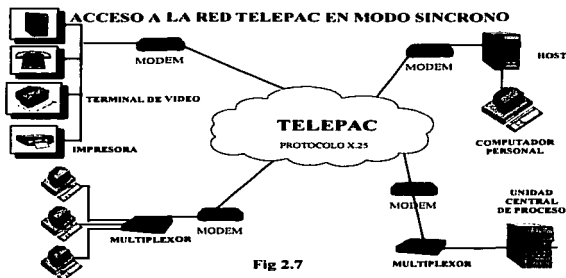 ACCESO A LA RED TELEPAC EN MODO SINCRONO
MODEM
MODEM
HOST
TERMINAL DE VIDEO
IMPRESORA
TELEPAC
PROTOCOLO X.25
COMPUTADOR
PERSONAL
MODEM
MODEM
MULTIPLEXOR
UNIDAD
CENTRAL
DE PROCESO
MULTIPLEXOR
Fig 2.7